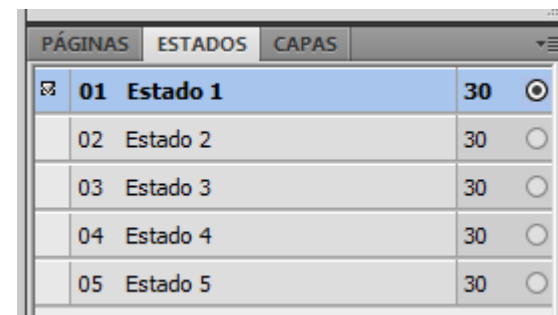 PÁGINAS ESTADOS CAPAS
01 Estado 1 30
02 Estado 2 30
03 Estado 3 30
04 Estado 4 30
05 Estado 5 30